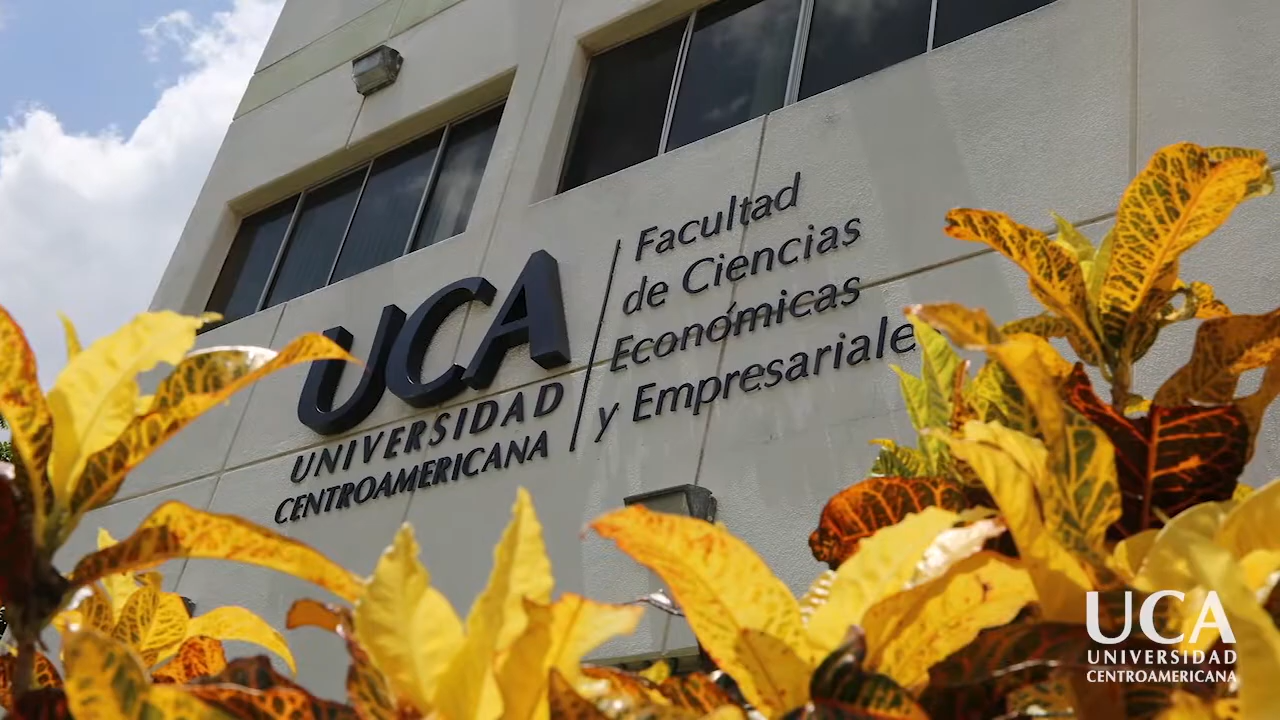 UCA
UNIVERSIDAD
CENTROAMERICANA
Facultad
de Ciencias
Económicas
y Empresariale
UCA
UNIVERSIDAD
CENTROAMERICANA